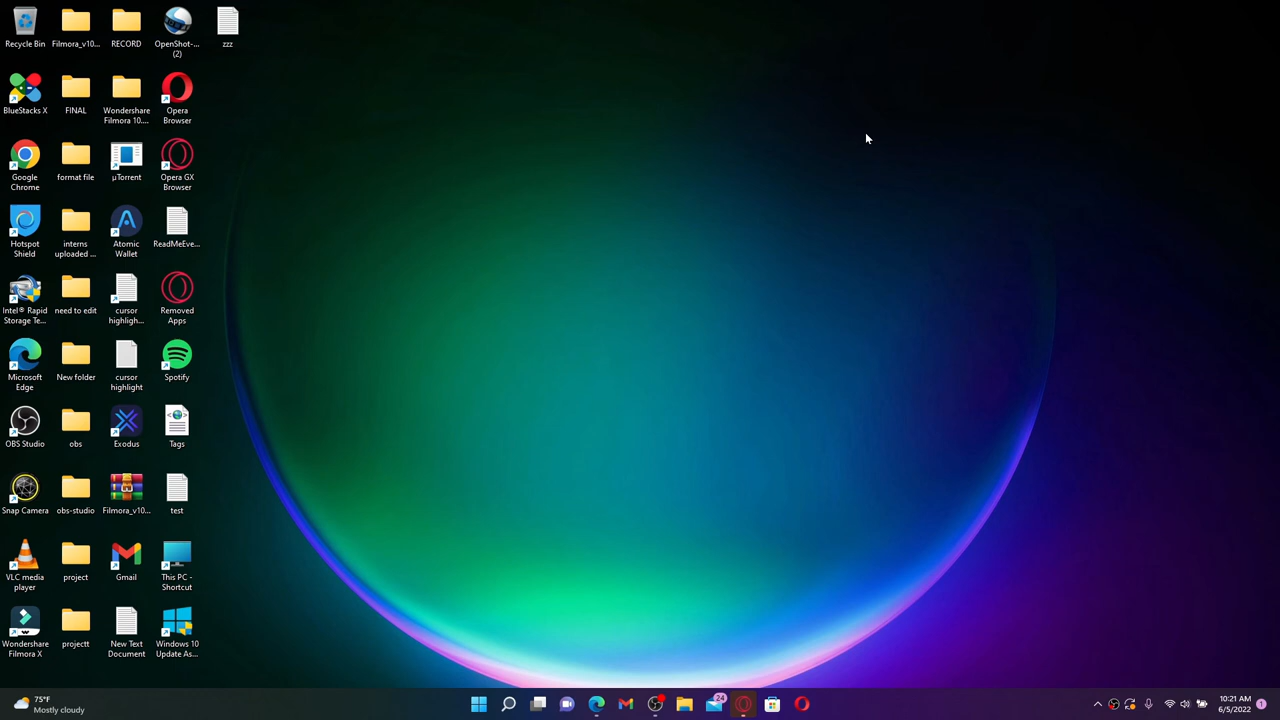 Recycle Bin
Filmora_v10...
RECORD
OpenShot-...
(2)
zzz
BlueStacks X
FINAL
Wondershare
Filmora 10....
Opera
Browser
Google
Chrome
format file
µTorrent
Opera GX
Browser
Hotspot
Shield
interns
uploaded ...
Atomic
Wallet
ReadMeEve...
Intel® Rapid
Storage Te...
need to edit
cursor
highligh...
Removed
Apps
Microsoft
Edge
New folder
cursor
highlight
Spotify
OBS Studio
obs
Exodus
Tags
Snap Camera
obs-studio
Filmora_v10...
test
VLC media
player
project
Gmail
This PC -
Shortcut
Wondershare
Filmora X
projectt
New Text
Document
Windows 10
Update As...
75°F
Mostly cloudy
24
10:21 AM
6/5/2022
1